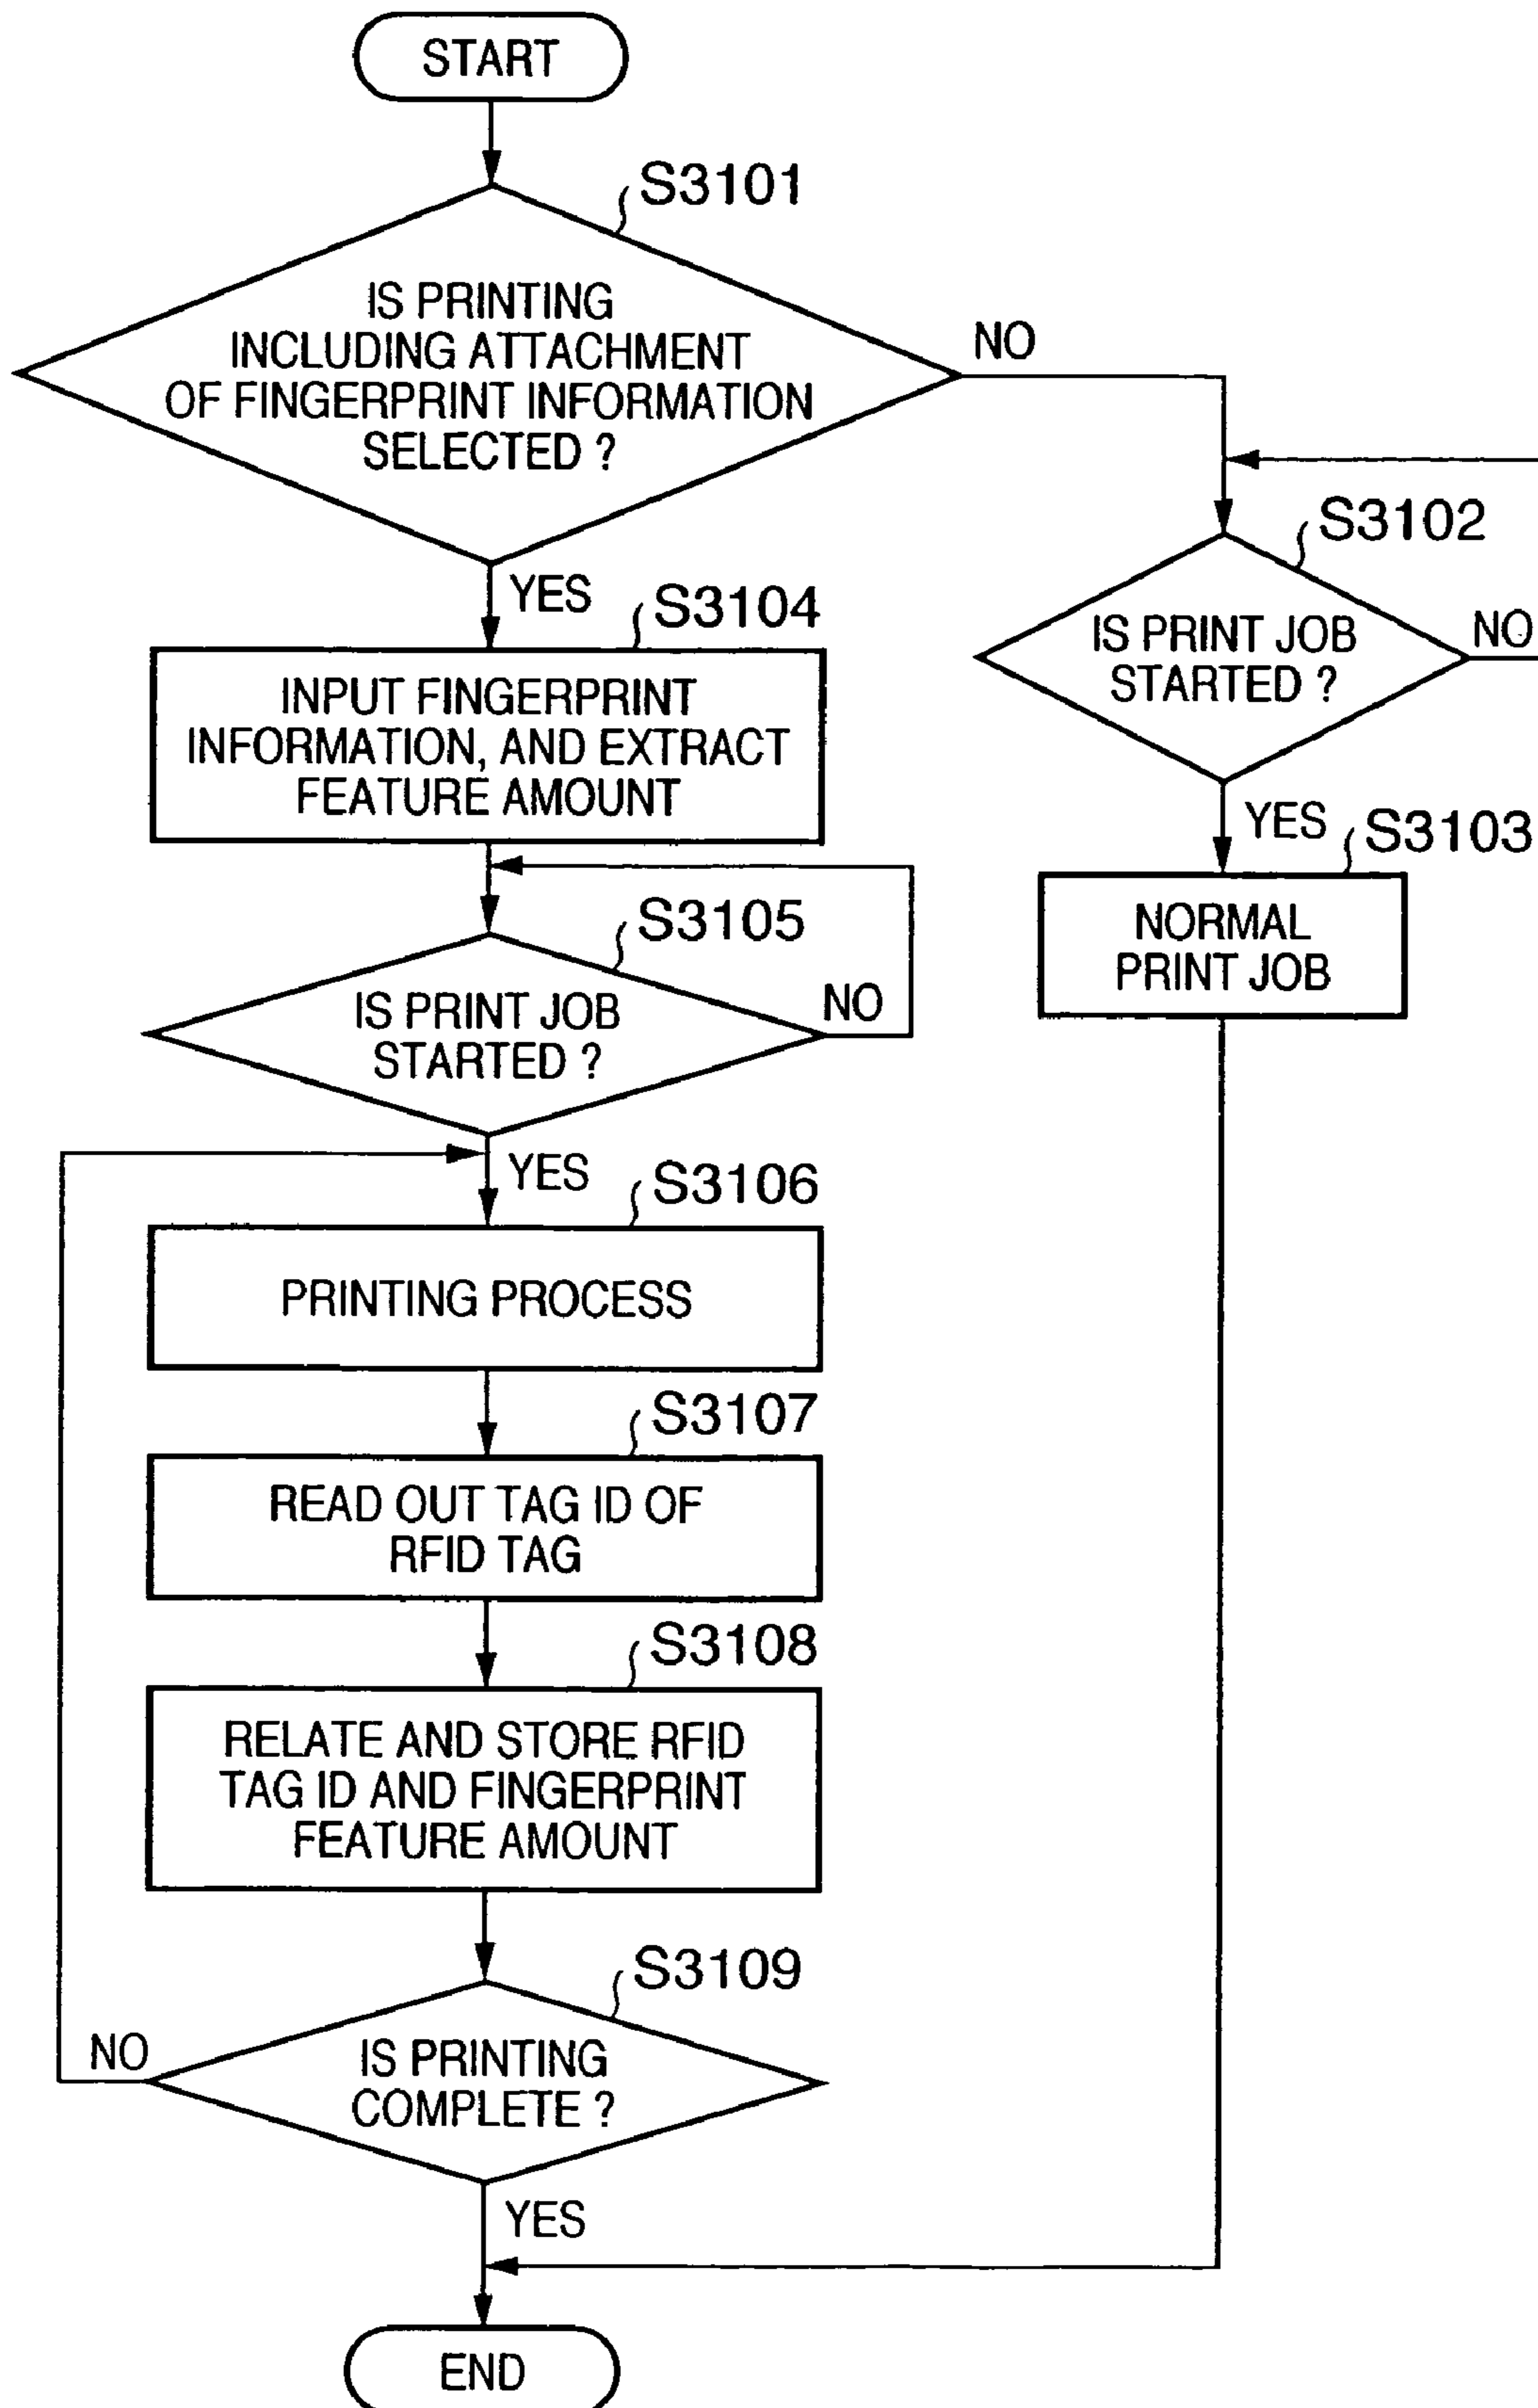 START
S3101
IS PRINTING
INCLUDING ATTACHMENT
OF FINGERPRINT INFORMATION
SELECTED ?
NO
YES
S3102
IS PRINT JOB
STARTED ?
NO
YES
S3103
NORMAL
PRINT JOB
S3104
INPUT FINGERPRINT
INFORMATION, AND EXTRACT
FEATURE AMOUNT
S3105
IS PRINT JOB
STARTED ?
NO
YES
S3106
PRINTING PROCESS
S3107
READ OUT TAG ID OF
RFID TAG
S3108
RELATE AND STORE RFID
TAG ID AND FINGERPRINT
FEATURE AMOUNT
S3109
IS PRINTING
COMPLETE ?
NO
YES
END